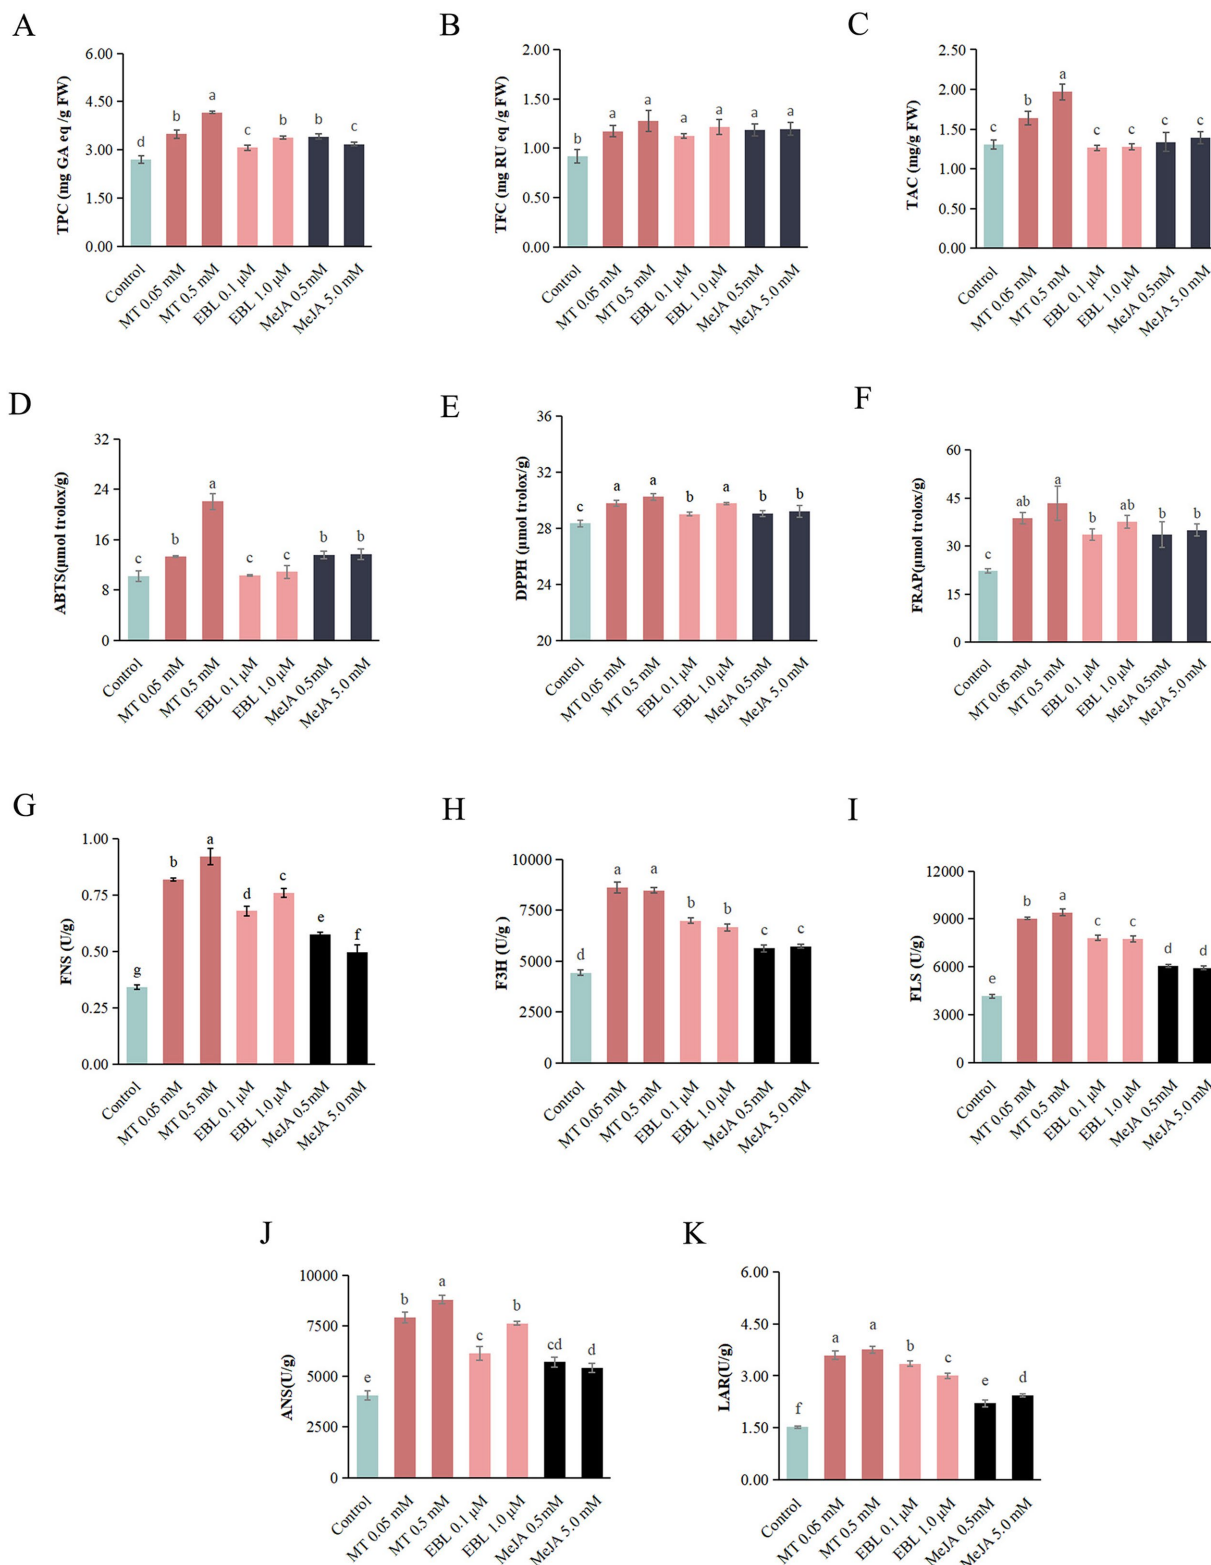 A
TPC (mg GA eq /g FW)
6.00
4.50
3.00
1.50
0.00
d
b
a
c
b
b
c
Control
MT 0.05 mM
MT 0.5 mM
EBL 0.1 μM
EBL 1.0 μM
MeJA 0.5mM
MeJA 5.0 mM
B
TFC (mg RU eq /g FW)
2.00
1.50
1.00
0.50
0.00
b
a
a
a
a
a
a
Control
MT 0.05 mM
MT 0.5 mM
EBL 0.1 μM
EBL 1.0 μM
MeJA 0.5mM
MeJA 5.0 mM
C
TAC (mg/g FW)
2.50
2.00
1.50
1.00
0.50
0.00
c
b
a
c
c
c
c
Control
MT 0.05 mM
MT 0.5 mM
EBL 0.1 μM
EBL 1.0 μM
MeJA 0.5mM
MeJA 5.0 mM
D
ABTS(μmol trolox/g)
32
24
16
8
0
c
b
a
c
c
b
b
Control
MT 0.05 mM
MT 0.5 mM
EBL 0.1 μM
EBL 1.0 μM
MeJA 0.5mM
MeJA 5.0 mM
E
DPPH (μmol trolox/g)
36
32
28
24
20
c
a
a
b
a
b
b
Control
MT 0.05 mM
MT 0.5 mM
EBL 0.1 μM
EBL 1.0 μM
MeJA 0.5mM
MeJA 5.0 mM
F
FRAP(μmol trolox/g)
60
45
30
15
0
c
ab
a
b
ab
b
b
Control
MT 0.05 mM
MT 0.5 mM
EBL 0.1 μM
EBL 1.0 μM
MeJA 0.5mM
MeJA 5.0 mM
G
FNS (U/g)
1.00
0.75
0.50
0.25
0.00
g
b
a
d
c
e
f
Control
MT 0.05 mM
MT 0.5 mM
EBL 0.1 μM
EBL 1.0 μM
MeJA 0.5mM
MeJA 5.0 mM
H
F3H (U/g )
10000
7500
5000
2500
0
d
a
a
b
b
c
c
Control
MT 0.05 mM
MT 0.5 mM
EBL 0.1 μM
EBL 1.0 μM
MeJA 0.5mM
MeJA 5.0 mM
I
FLS (U/g)
12000
9000
6000
3000
0
e
b
a
c
c
d
d
Control
MT 0.05 mM
MT 0.5 mM
EBL 0.1 μM
EBL 1.0 μM
MeJA 0.5mM
MeJA 5.0 mM
J
ANS(U/g)
10000
7500
5000
2500
0
e
b
a
c
b
cd
d
Control
MT 0.05 mM
MT 0.5 mM
EBL 0.1 μM
EBL 1.0 μM
MeJA 0.5mM
MeJA 5.0 mM
K
LAR(U/g)
6.00
4.50
3.00
1.50
0.00
f
a
a
b
c
e
d
Control
MT 0.05 mM
MT 0.5 mM
EBL 0.1 μM
EBL 1.0 μM
MeJA 0.5mM
MeJA 5.0 mM